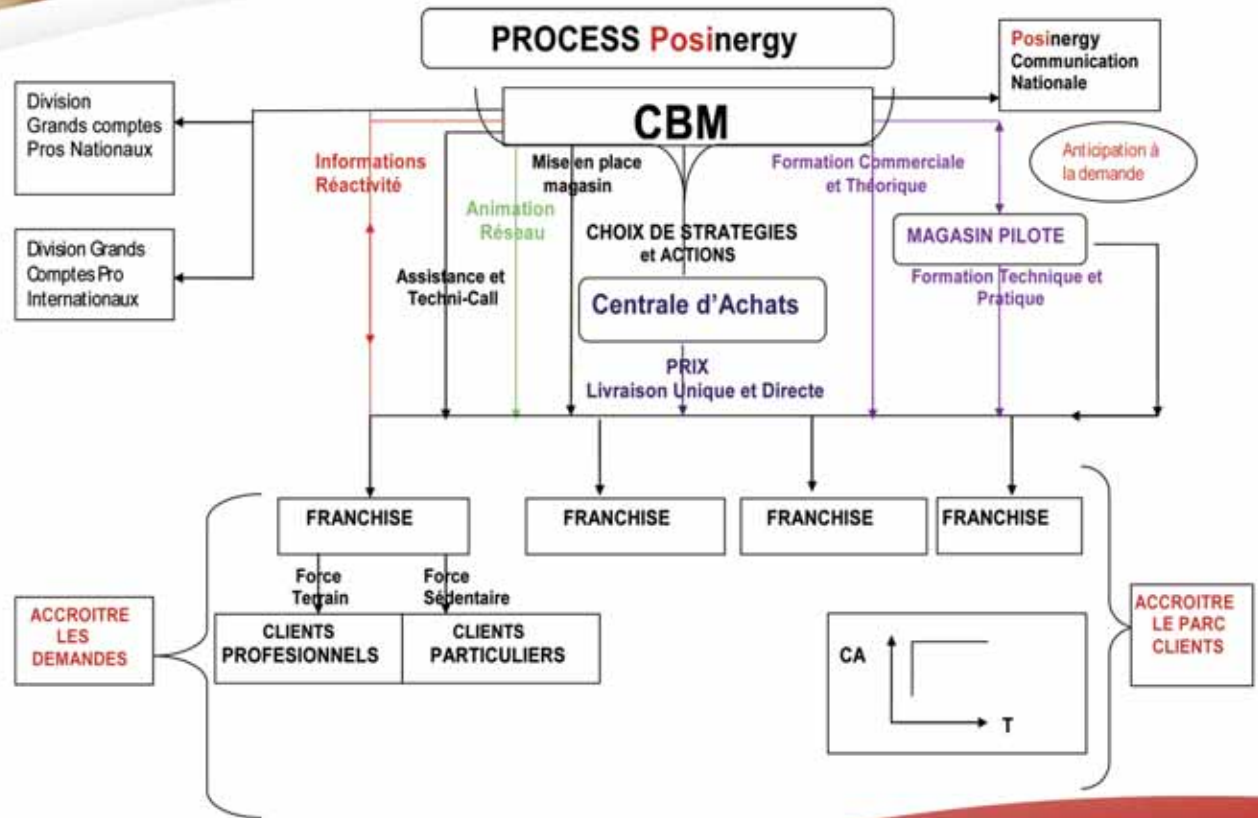 PROCESS Posinergy
Posinergy
Communication
Nationale
Division
Grands comptes
Pros Nationaux
CBM
Informations
Réactivité
Mise en place
magasin
Formation Commerciale
et Théorique
Anticipation à
la demande
Animation
Réseau
CHOIX DE STRATEGIES
et ACTIONS
MAGASIN PILOTE
Division Grands
Comptes Pro
Internationaux
Assistance et
Techni-Call
Formation Technique et
Pratique
Centrale d'Achats
PRIX
Livraison Unique et Directe
FRANCHISE
FRANCHISE
FRANCHISE
FRANCHISE
Force
Terrain
Force
Sédentaire
ACCROITRE
LES
DEMANDES
CLIENTS
PROFESIONNELS
CLIENTS
PARTICULIERS
ACCROITRE
LE PARC
CLIENTS
CA
T